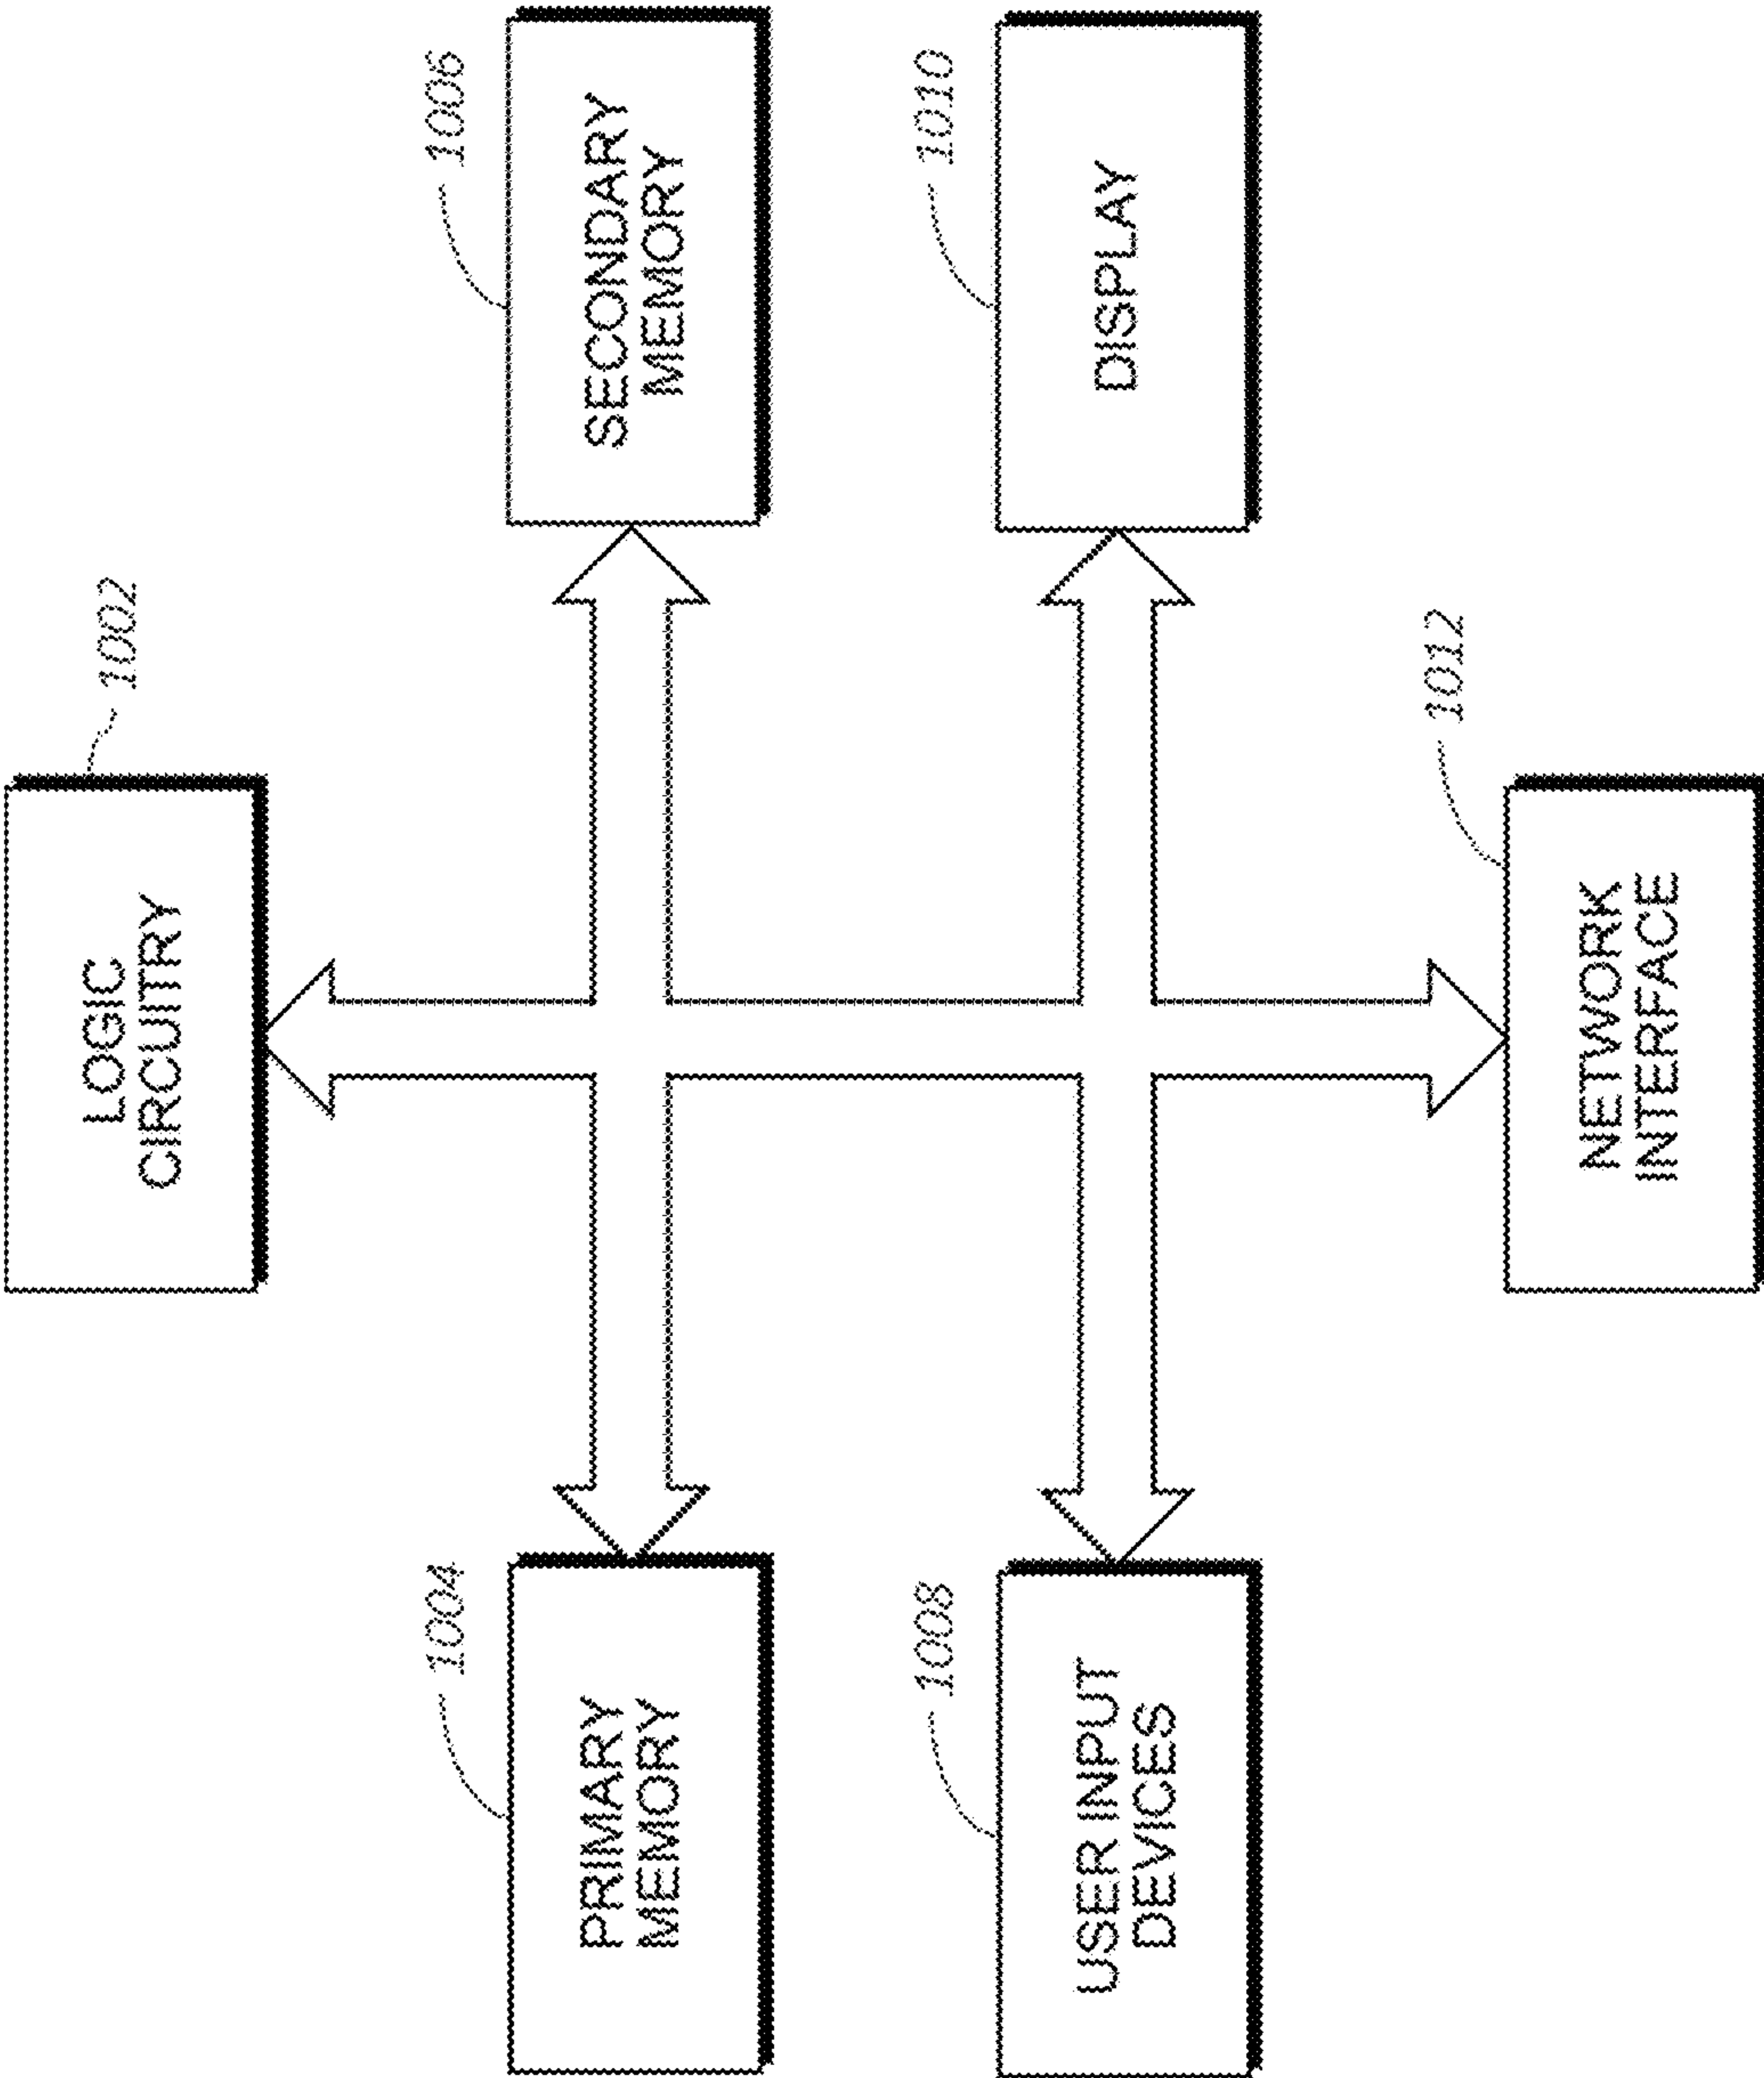 1002
LOGIC
CIRCUITRY
1004
PRIMARY
MEMORY
1006
SECONDARY
MEMORY
1008
USER INPUT
DEVICES
1010
DISPLAY
1012
NETWORK
INTERFACE